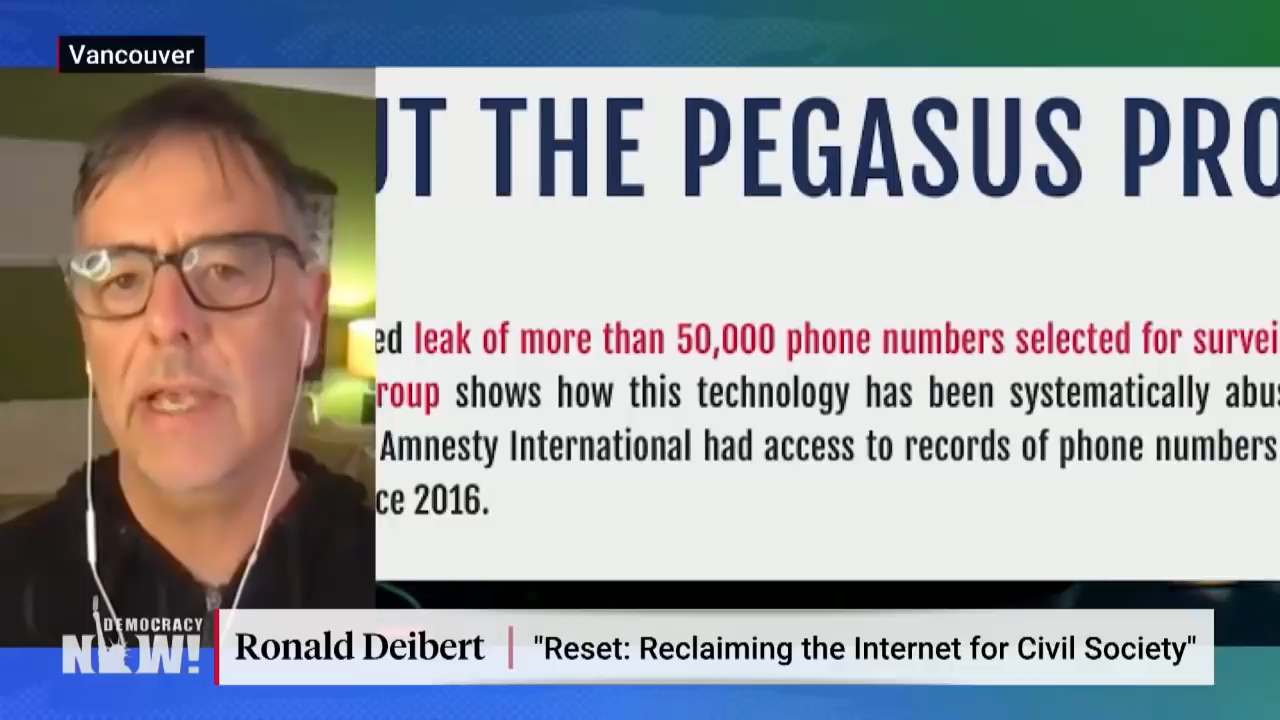 Vancouver
UT THE PEGASUS PRO
ed leak of more than 50,000 phone numbers selected for survei
roup shows how this technology has been systematically abus
Amnesty International had access to records of phone numbers
ce 2016.
DEMOCRACY
NOW!
Ronald Deibert | "Reset: Reclaiming the Internet for Civil Society"